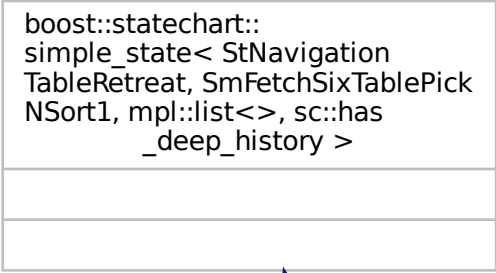 boost::statechart::
simple_state< StNavigation
TableRetreat, SmFetchSixTablePick
NSort1, mpl::list<>, sc::has
_deep_history >